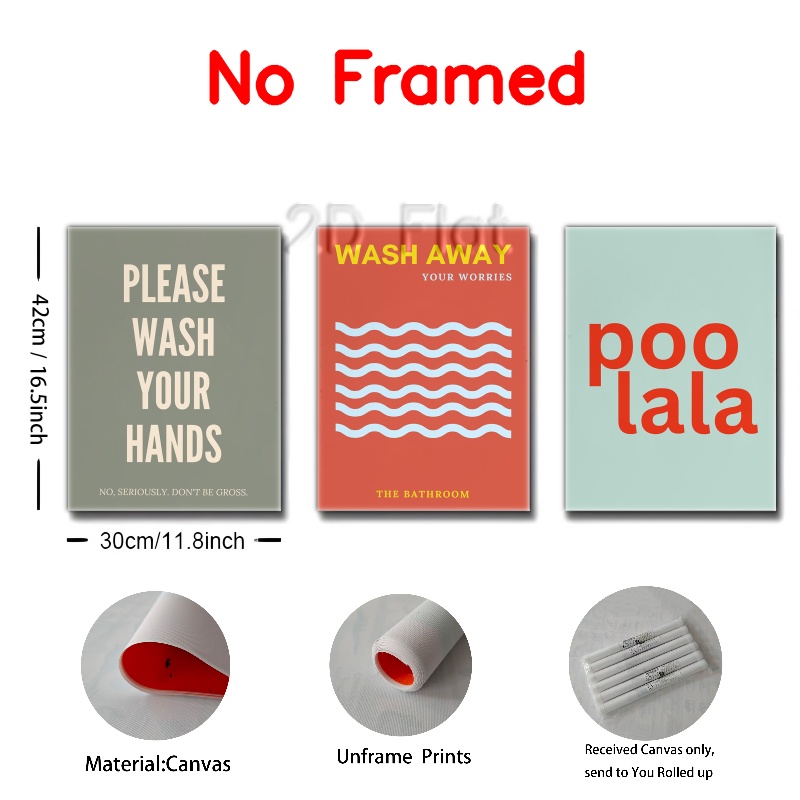 No Framed
2D Flat
PLEASE
WASH
YOUR
HANDS
NO, SERIOUSLY. DON'T BE GROSS.
WASH AWAY
YOUR WORRIES
THE BATHROOM
poo
lala
42cm / 16.5inch
30cm/11.8inch
Material:Canvas
Unframe Prints
Received Canvas only,
send to You Rolled up